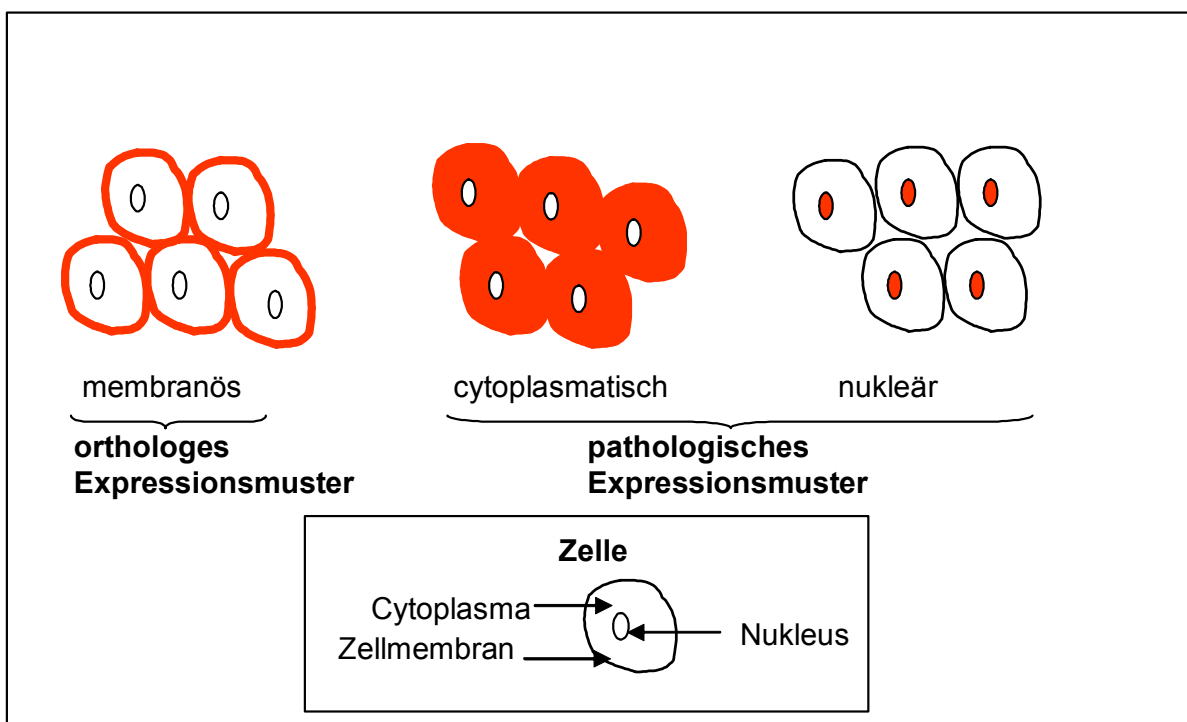 membranös
cytoplasmatisch
nukleär
orthologes
Expressionsmuster
pathologisches
Expressionsmuster
Zelle
Cytoplasma
Zellmembran
Nukleus